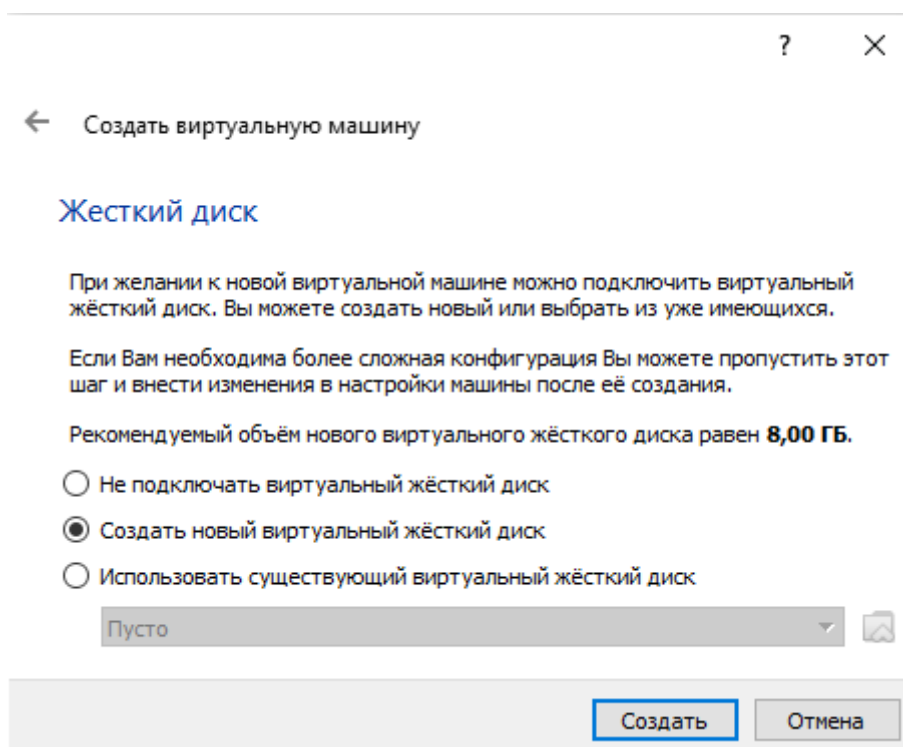 ?
Создать виртуальную машину
Жесткий диск
При желании к новой виртуальной машине можно подключить виртуальный
жёсткий диск. Вы можете создать новый или выбрать из уже имеющихся.
Если Вам необходима более сложная конфигурация Вы можете пропустить этот
шаг и внести изменения в настройки машины после её создания.
Рекомендуемый объём нового виртуального жёсткого диска равен 8,00 ГБ.
Не подключать виртуальный жёсткий диск
Создать новый виртуальный жёсткий диск
Использовать существующий виртуальный жёсткий диск
Пусто
Создать
Отмена